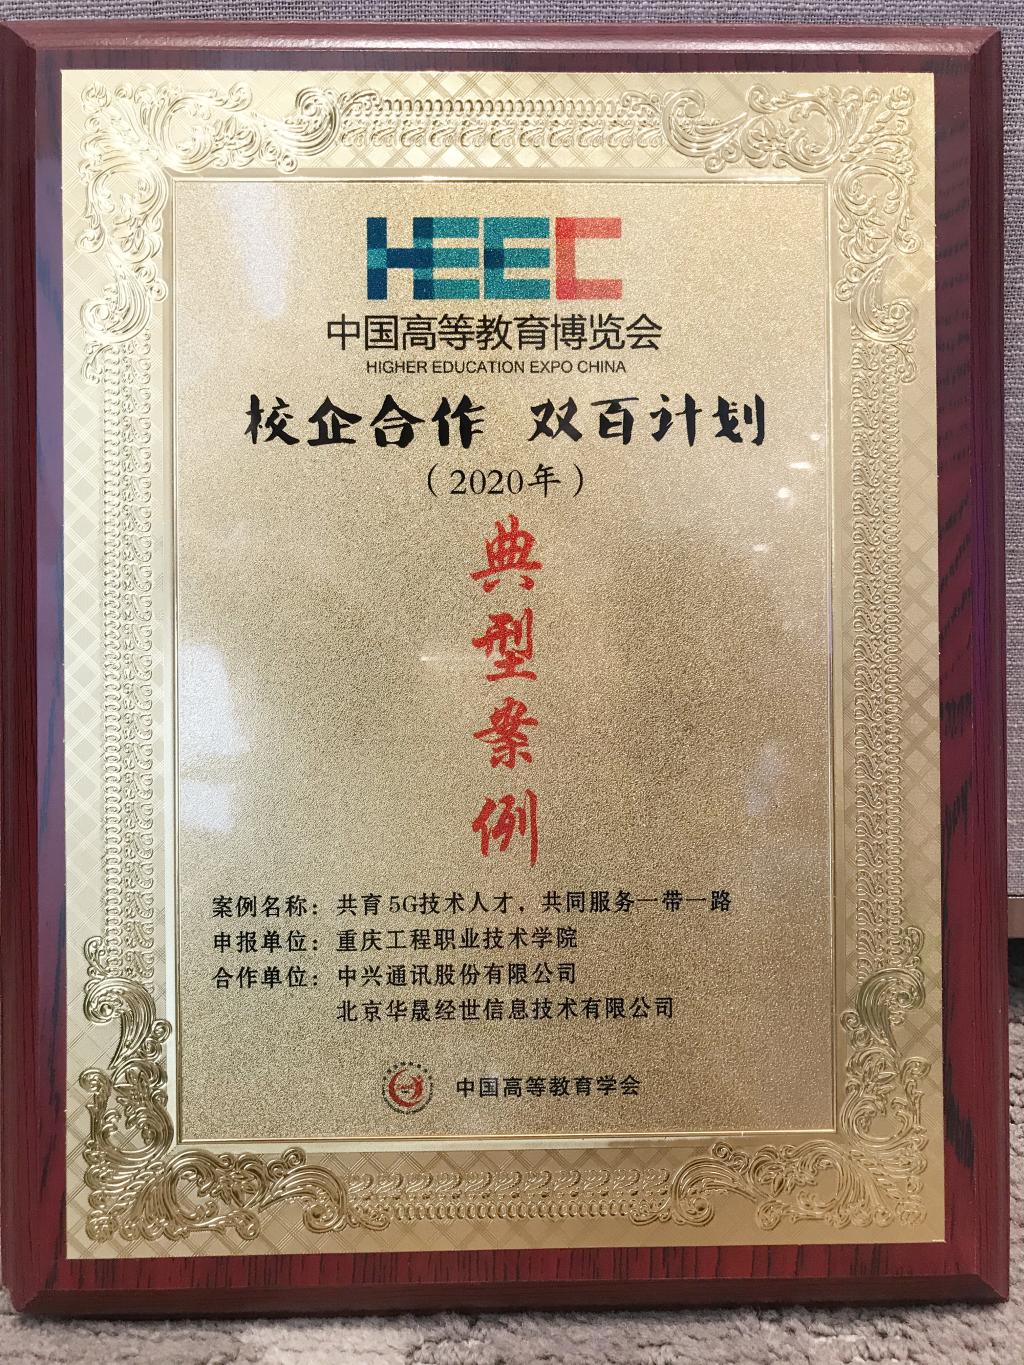 HEEC
中国高等教育博览会
HIGHER EDUCATION EXPO CHINA
校企合作 双百计划
（2020年）
典
型
案
例
案例名称：共育5G技术人才，共同服务一带一路
申报单位：重庆工程职业技术学院
合作单位：中兴通讯股份有限公司
北京华晟经世信息技术有限公司
中国高等教育学会